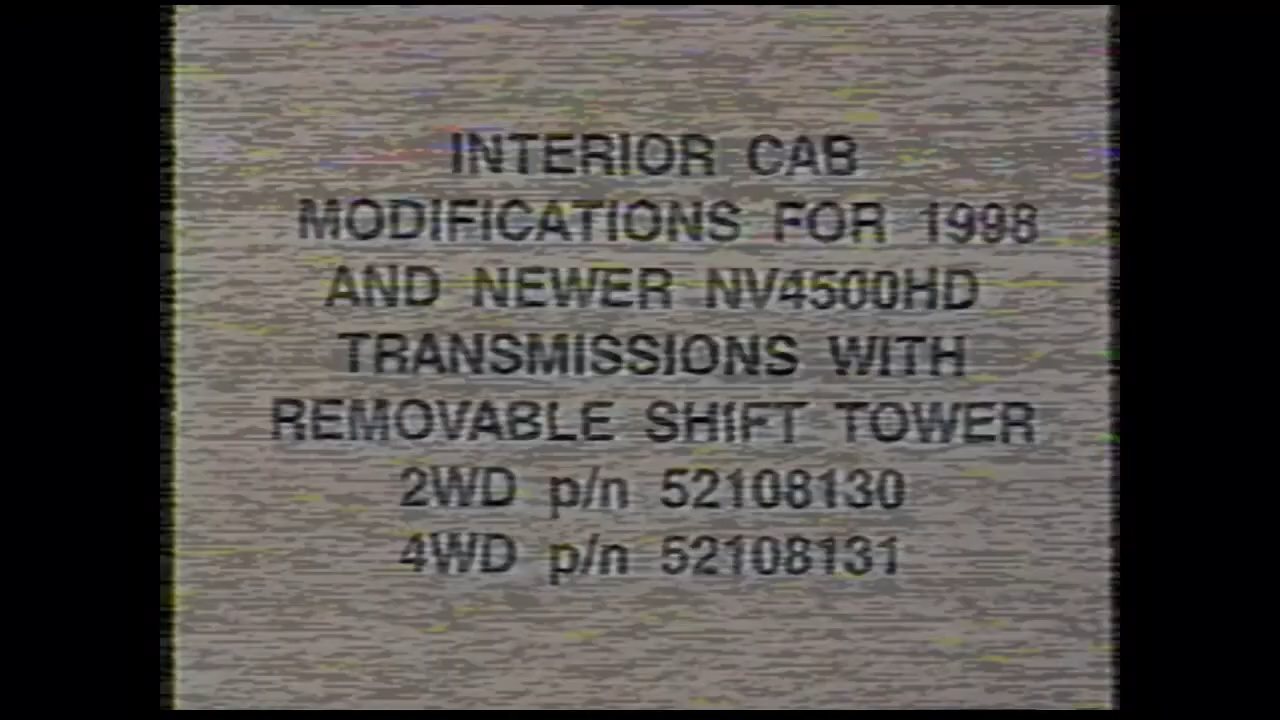 INTERIOR CAB
MODIFICATIONS FOR 1998
AND NEWER NV4500HD
TRANSMISSIONS WITH
REMOVABLE SHIFT TOWER
2WD p/n 52108130
4WD p/n 52108131